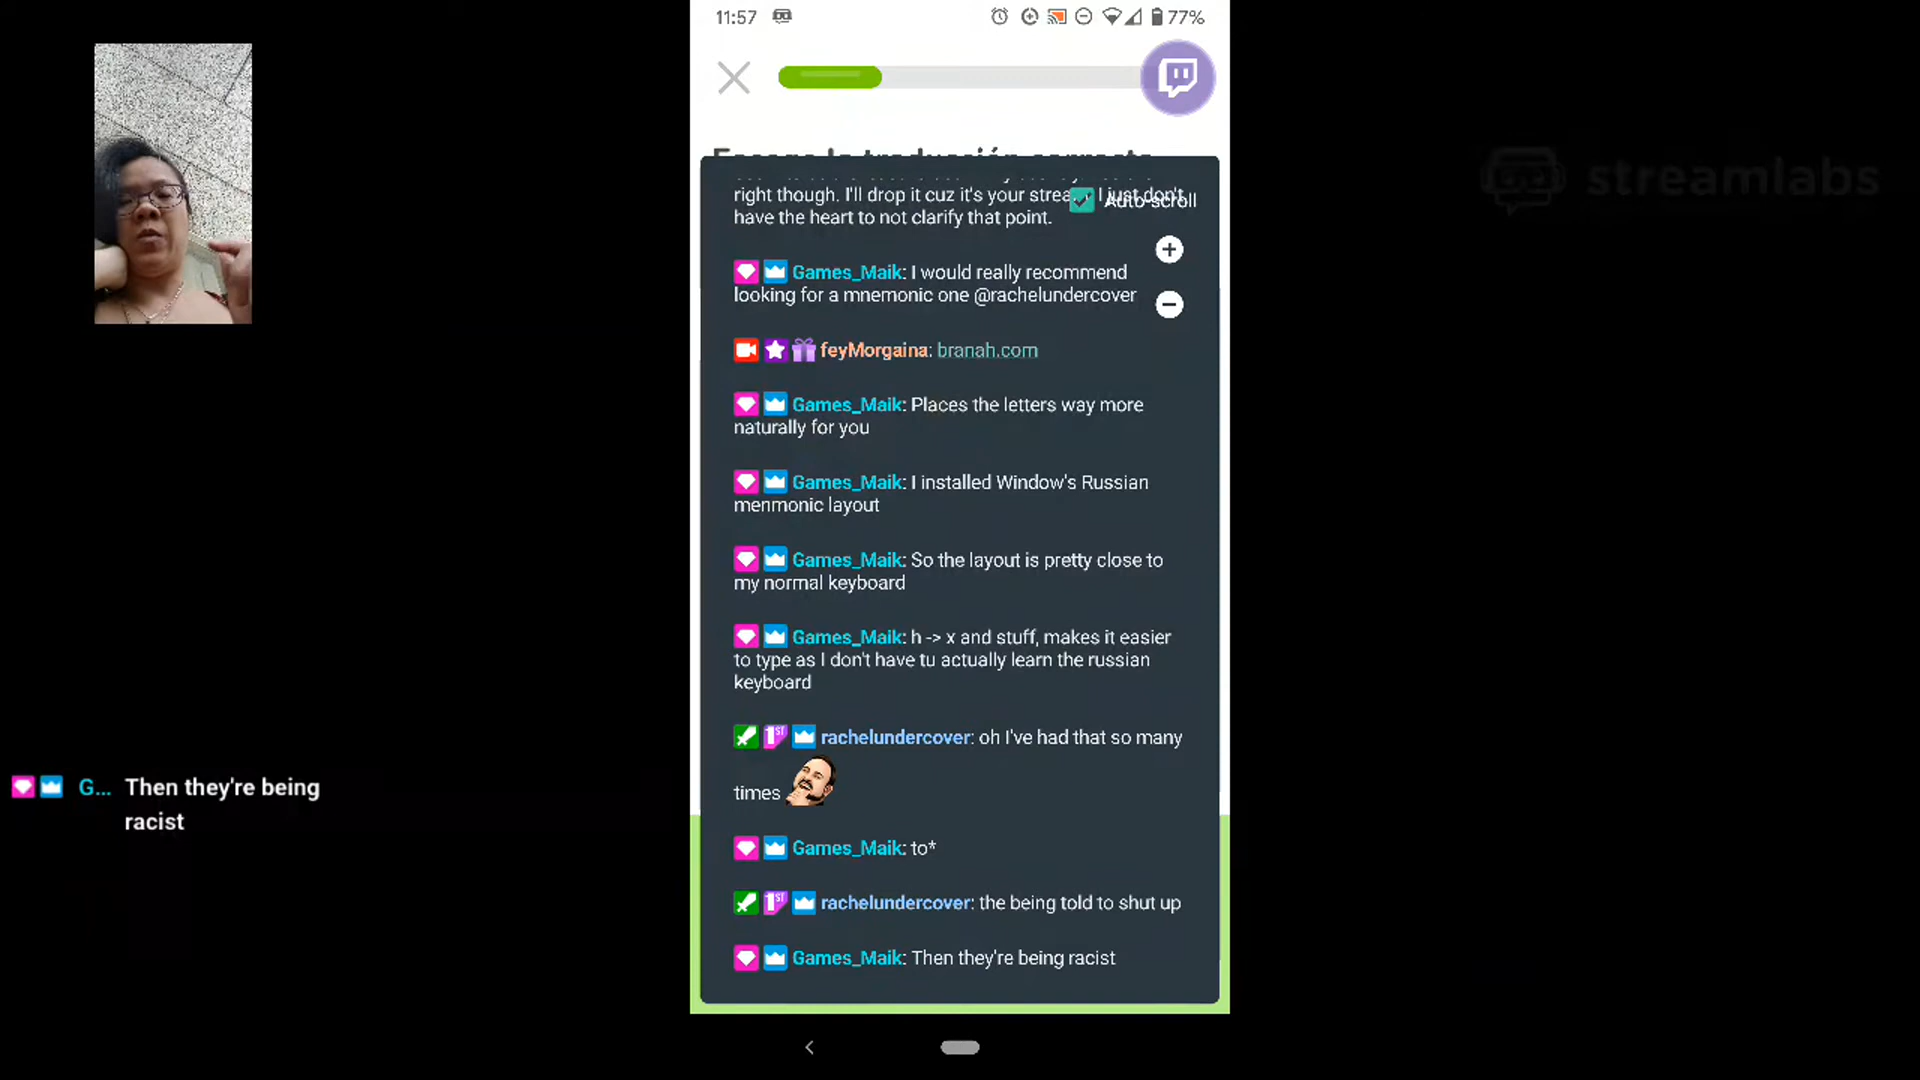 11:57
77%
streamlabs
right though. I'll drop it cuz it's your strea I just don't
Auto-scroll
have the heart to not clarify that point.
Games_Maik: I would really recommend
looking for a mnemonic one @rachelundercover
feyMorgaina: branah.com
Games_Maik: Places the letters way more
naturally for you
Games_Maik: I installed Window's Russian
menmonic layout
Games_Maik: So the layout is pretty close to
my normal keyboard
Games_Maik: h -> x and stuff, makes it easier
to type as I don't have tu actually learn the russian
keyboard
1ST rachelundercover: oh I've had that so many
times
Games_Maik: to*
1ST rachelundercover: the being told to shut up
Games_Maik: Then they're being racist
G... Then they're being
racist